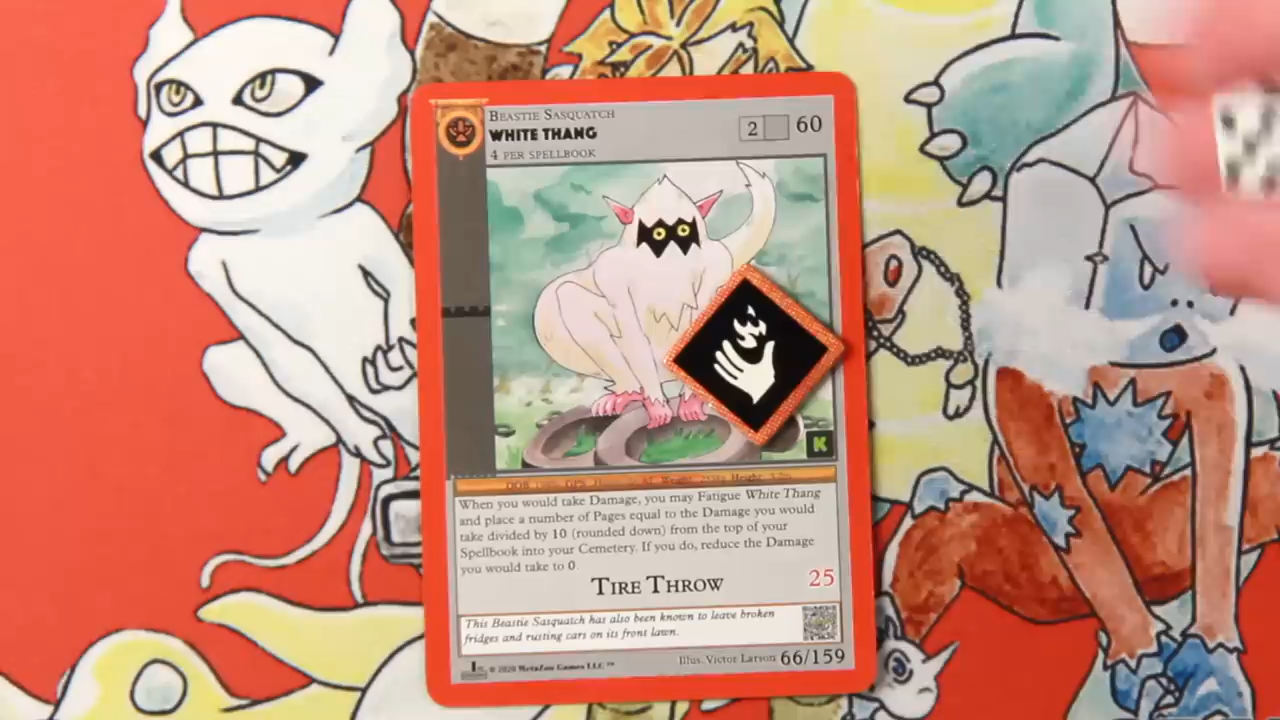 BEASTIE SASQUATCH
WHITE THANG
2 60
4 PER SPELLBOOK
K
When you would take Damage, you may Fatigue White Thang
and place a number of Pages equal to the Damage you would
take divided by 10 (rounded down) from the top of your
Spellbook into your Cemetery. If you do, reduce the Damage
you would take to 0.
TIRE THROW 25
This Beastie Sasquatch has also been known to leave broken
fridges and rusting cars on its front lawn.
© 2020 MetaZoo Games LLC ™ Illus. Victor Larson 66/159